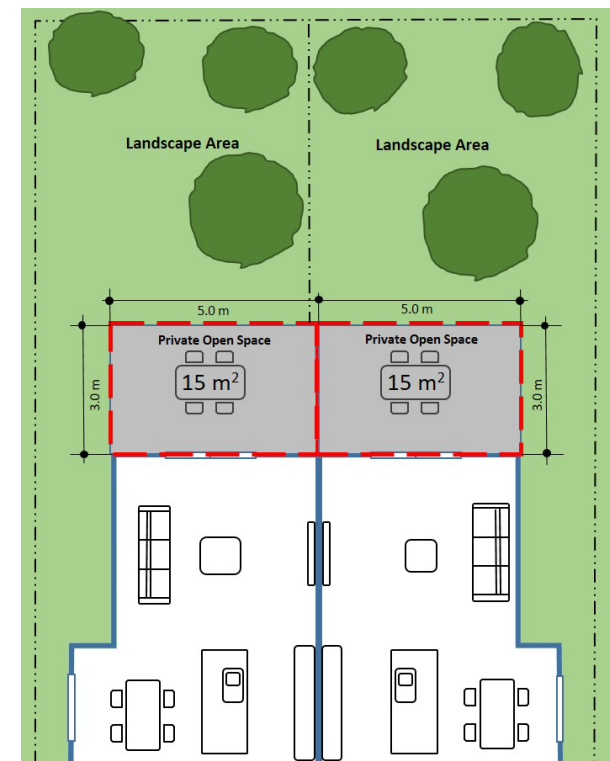 Landscape Area
Landscape Area
5.0 m
5.0 m
Private Open Space
Private Open Space
15 m²
15 m²
3.0 m
3.0 m